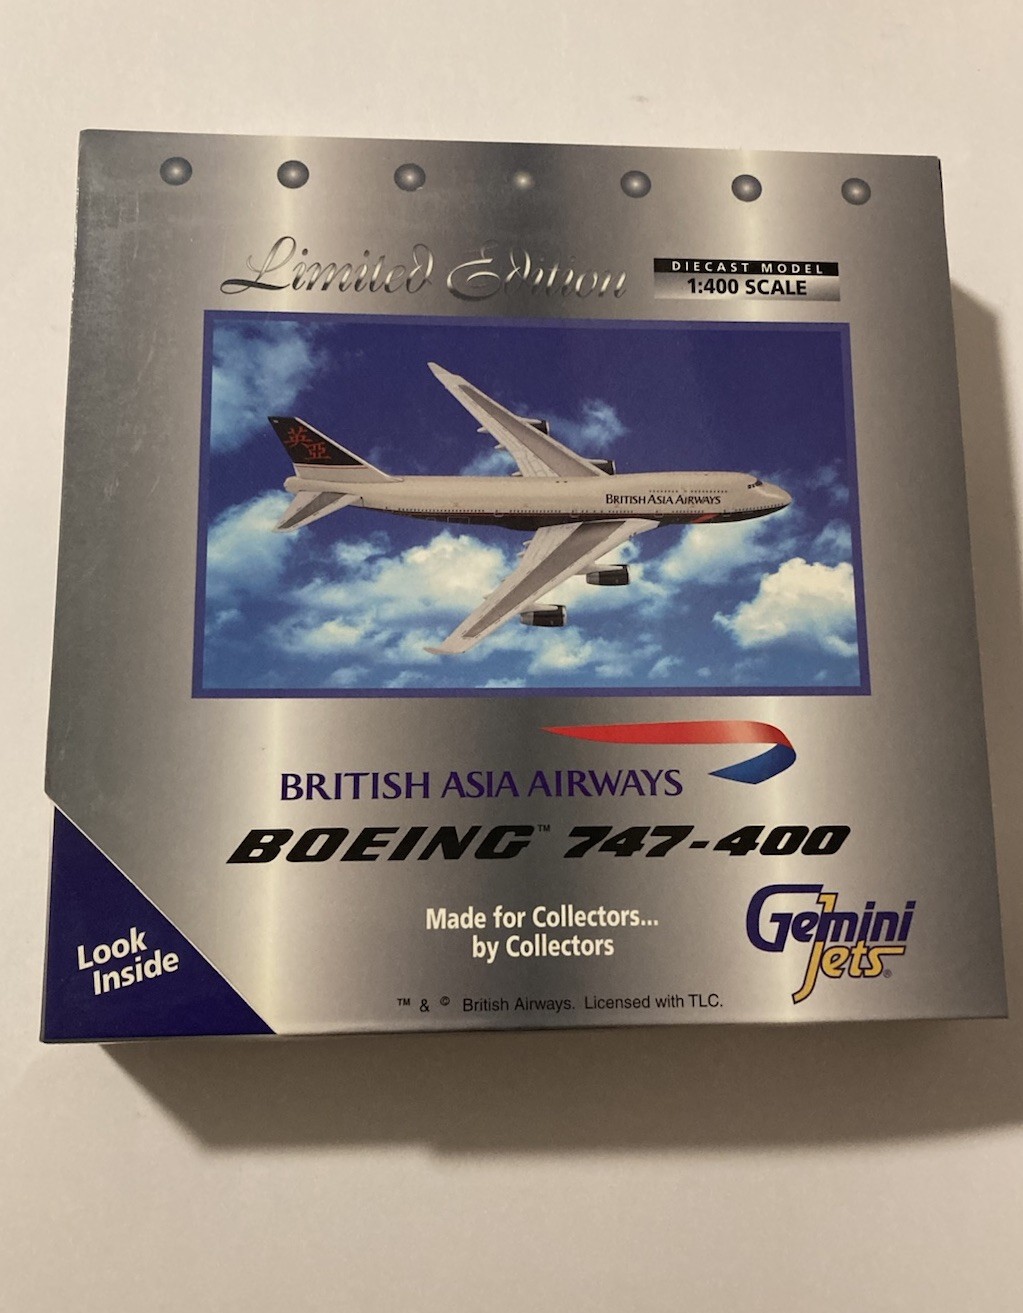 Limited Edition
DIECAST MODEL
1:400 SCALE
英
亞
BRITISH ASIA AIRWAYS
BRITISH ASIA AIRWAYS
BOEING™ 747-400
Made for Collectors...
by Collectors
Gemini
Jets®
Look
Inside
™ & © British Airways. Licensed with TLC.